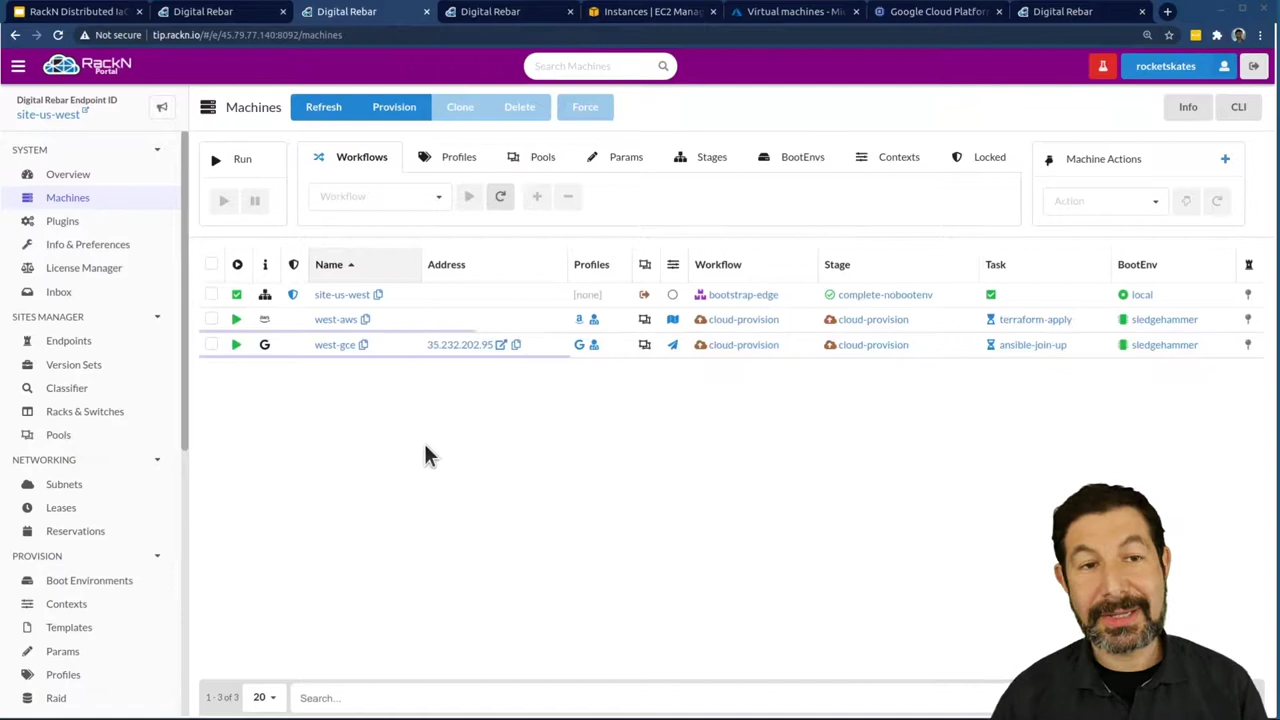 RackN Distributed IaC
Digital Rebar
Digital Rebar
Digital Rebar
Instances | EC2 Mana
Virtual machines - Mi
Google Cloud Platfor
Digital Rebar
Not secure
tip.rackn.io/#/e/45.79.77.140:8092/machines
RackN
Portal
Search Machines
rocketskates
Digital Rebar Endpoint ID
site-us-west
Machines
Refresh
Provision
Clone
Delete
Force
Info
CLI
SYSTEM
Overview
Machines
Plugins
Info & Preferences
License Manager
Inbox
SITES MANAGER
Endpoints
Version Sets
Classifier
Racks & Switches
Pools
NETWORKING
Subnets
Leases
Reservations
PROVISION
Boot Environments
Contexts
Templates
Params
Profiles
Raid
Run
Workflows
Profiles
Pools
Params
Stages
BootEnvs
Contexts
Locked
Workflow
Machine Actions
Action
Name Address Profiles Workflow Stage Task BootEnv
site-us-west [none] bootstrap-edge complete-nobootenv local
west-aws cloud-provision cloud-provision terraform-apply sledgehammer
west-gce 35.232.202.95 cloud-provision cloud-provision ansible-join-up sledgehammer
1 - 3 of 3
20
Search...